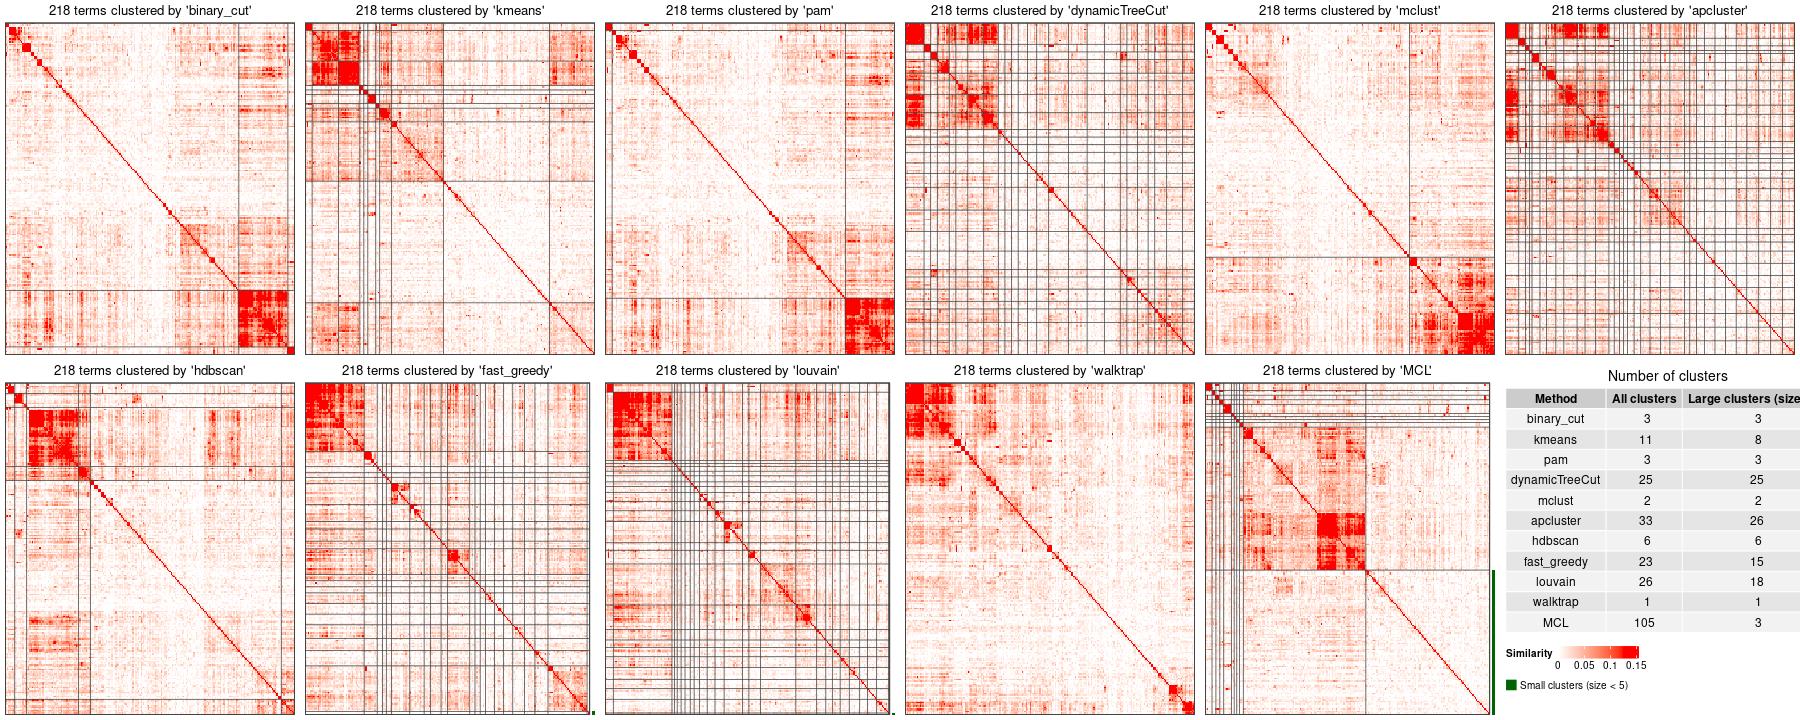 218 terms clustered by 'binary_cut'
218 terms clustered by 'kmeans'
218 terms clustered by 'pam'
218 terms clustered by 'dynamicTreeCut'
218 terms clustered by 'mclust'
218 terms clustered by 'apcluster'
218 terms clustered by 'hdbscan'
218 terms clustered by 'fast_greedy'
218 terms clustered by 'louvain'
218 terms clustered by 'walktrap'
218 terms clustered by 'MCL'
Number of clusters
Method All clusters Large clusters (size
binary_cut 3 3
kmeans 11 8
pam 3 3
dynamicTreeCut 25 25
mclust 2 2
apcluster 33 26
hdbscan 6 6
fast_greedy 23 15
louvain 26 18
walktrap 1 1
MCL 105 3
Similarity
0 0.05 0.1 0.15
Small clusters (size < 5)